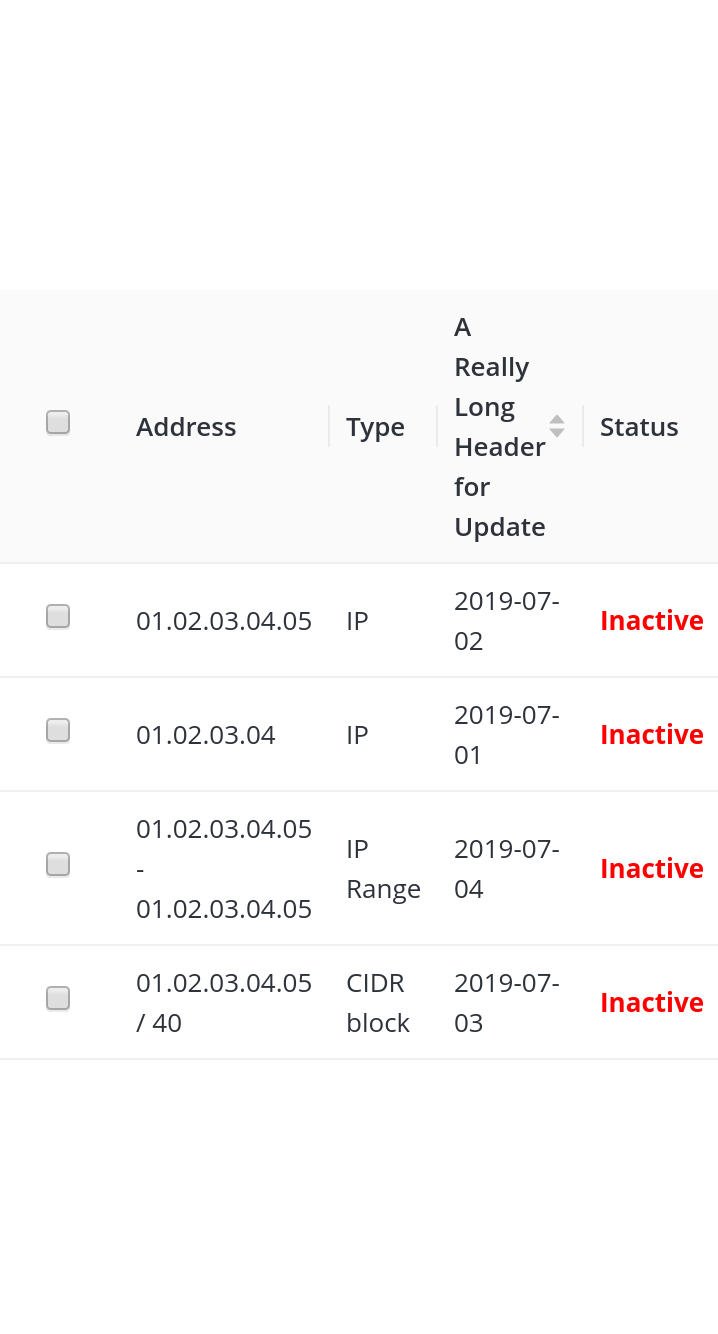 A
Really
Long
Address Type Header Status
for
Update
01.02.03.04.05 IP 2019-07- Inactive
02
01.02.03.04 IP 2019-07- Inactive
01
01.02.03.04.05
-
01.02.03.04.05
IP
Range
2019-07-
04
Inactive
01.02.03.04.05
/ 40
CIDR
block
2019-07-
03
Inactive